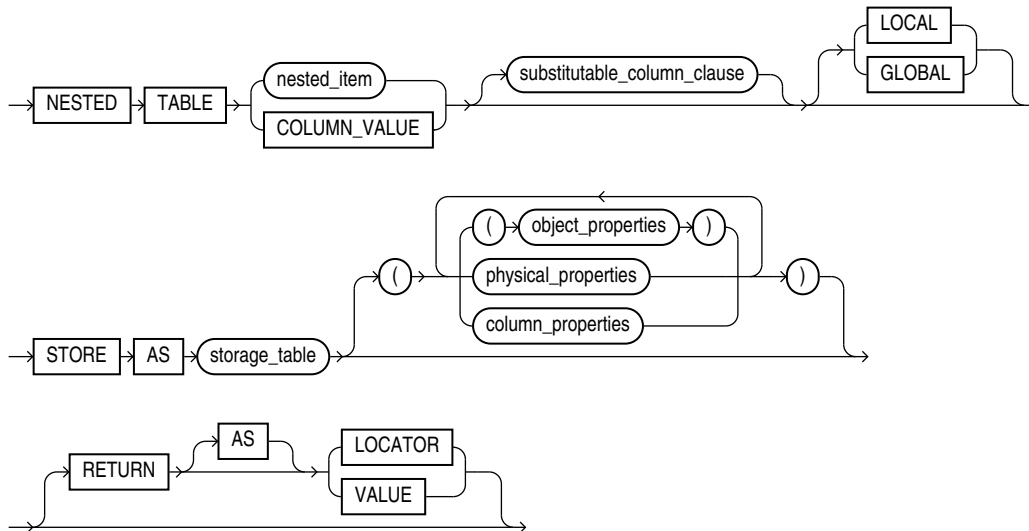 LOCAL
nested_item substitutable_column_clause GLOBAL
NESTED TABLE COLUMN_VALUE
( object_properties )
( physical_properties )
column_properties
STORE AS storage_table
AS LOCATOR
RETURN VALUE